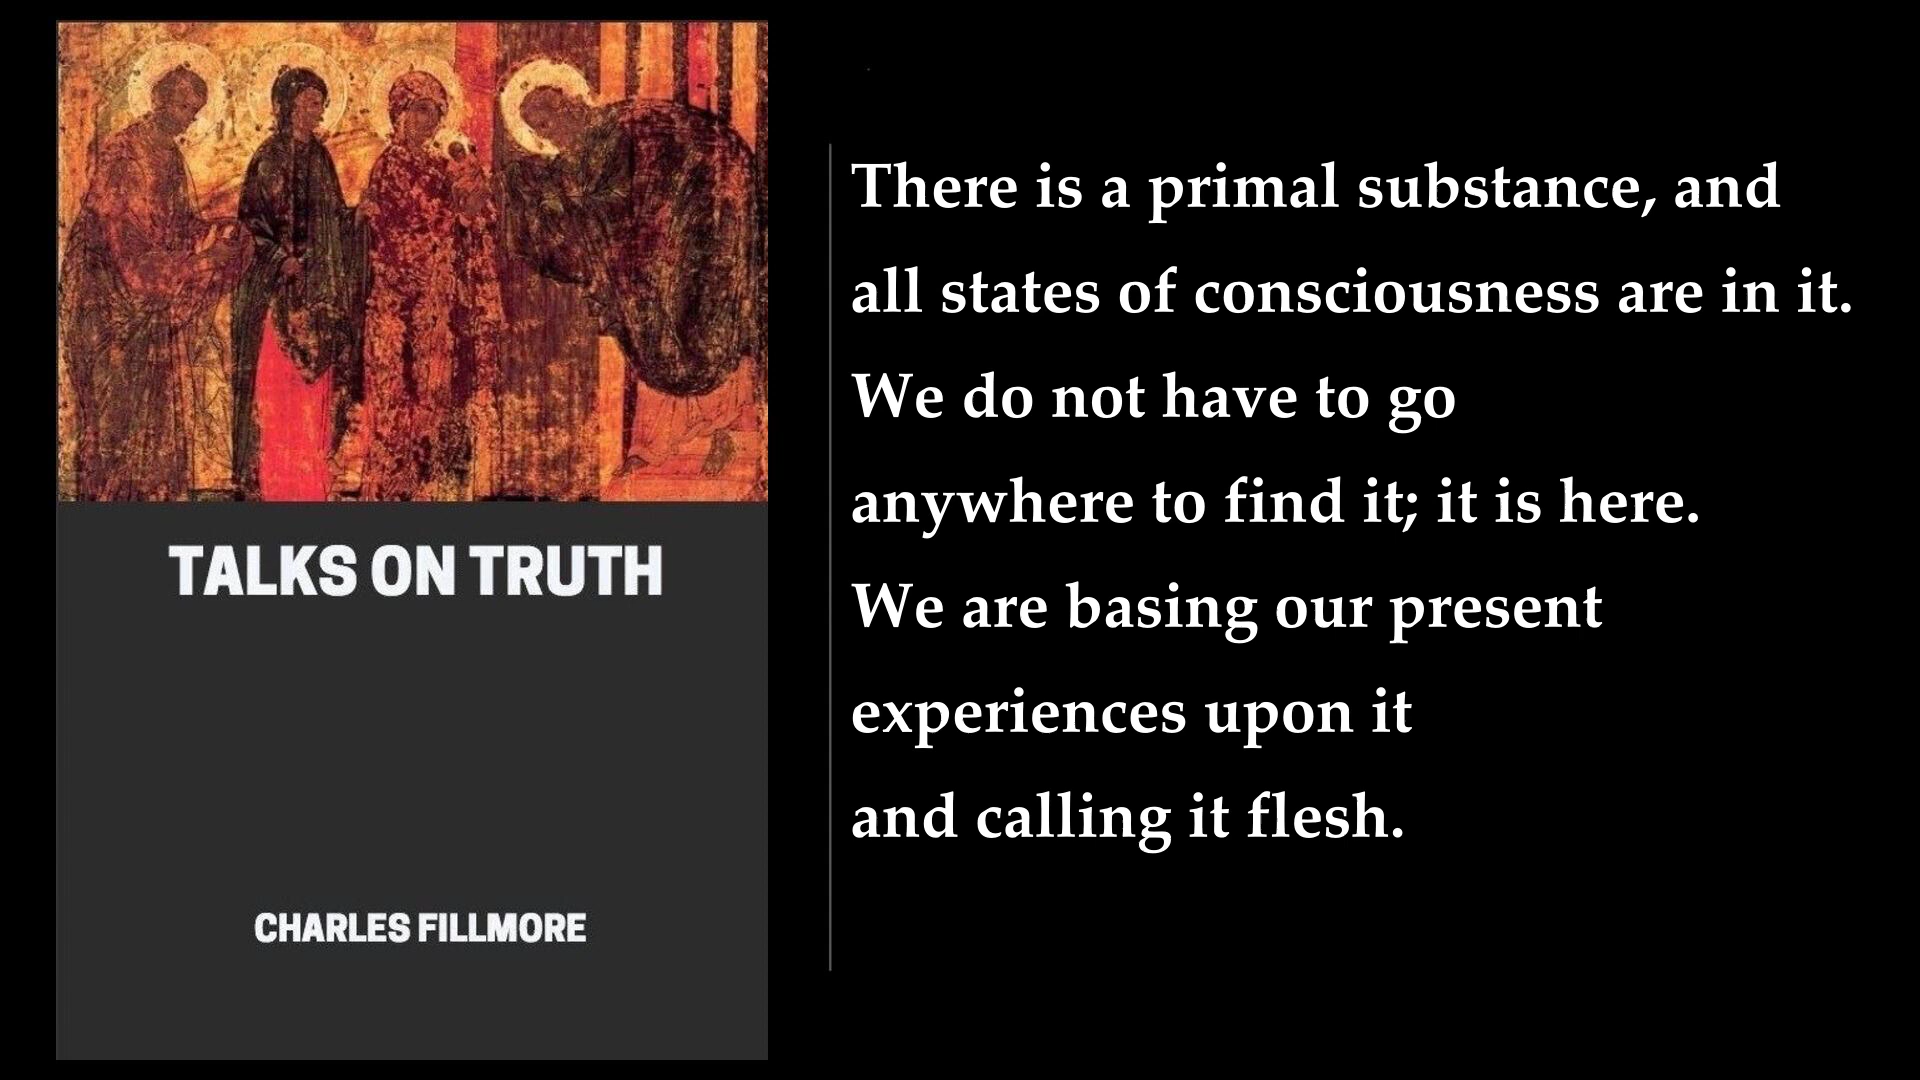 TALKS ON TRUTH
CHARLES FILLMORE
There is a primal substance, and
all states of consciousness are in it.
We do not have to go
anywhere to find it; it is here.
We are basing our present
experiences upon it
and calling it flesh.